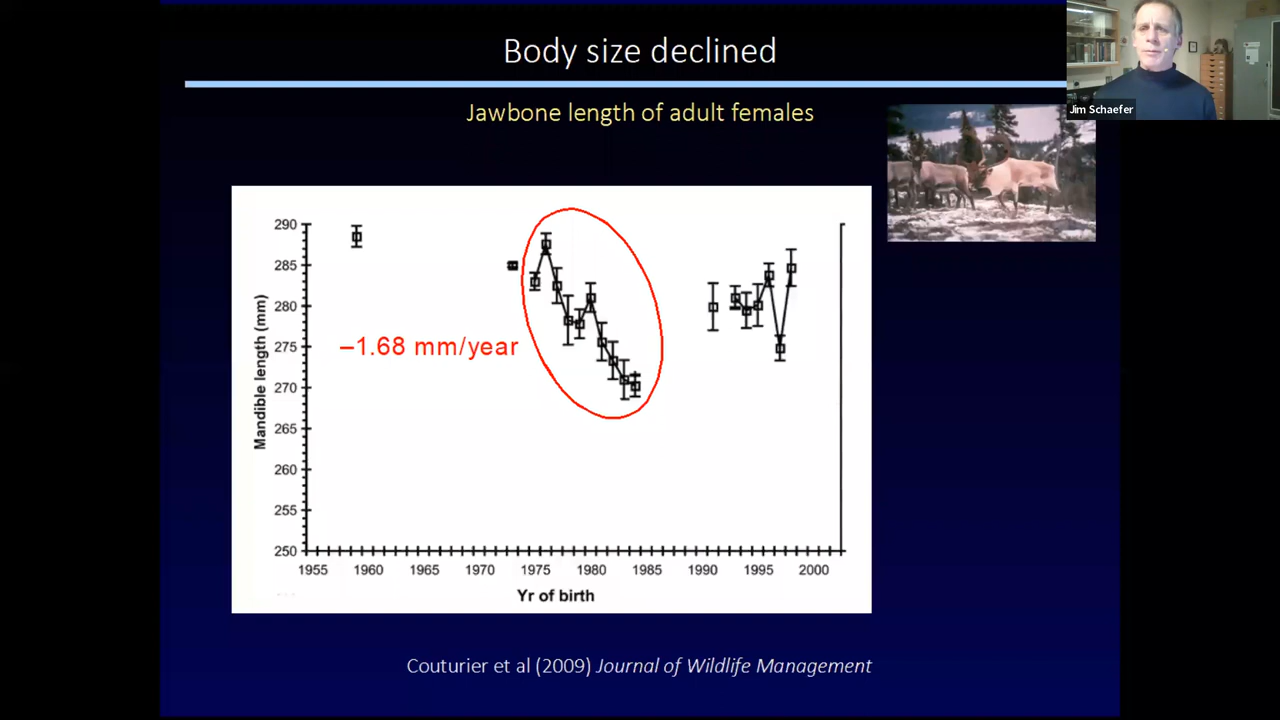 Body size declined
Jim Schaefer
Jawbone length of adult females
290
285
280
275
270
265
260
255
250
Mandible length (mm)
–1.68 mm/year
1955 1960 1965 1970 1975 1980 1985 1990 1995 2000
Yr of birth
Couturier et al (2009) Journal of Wildlife Management